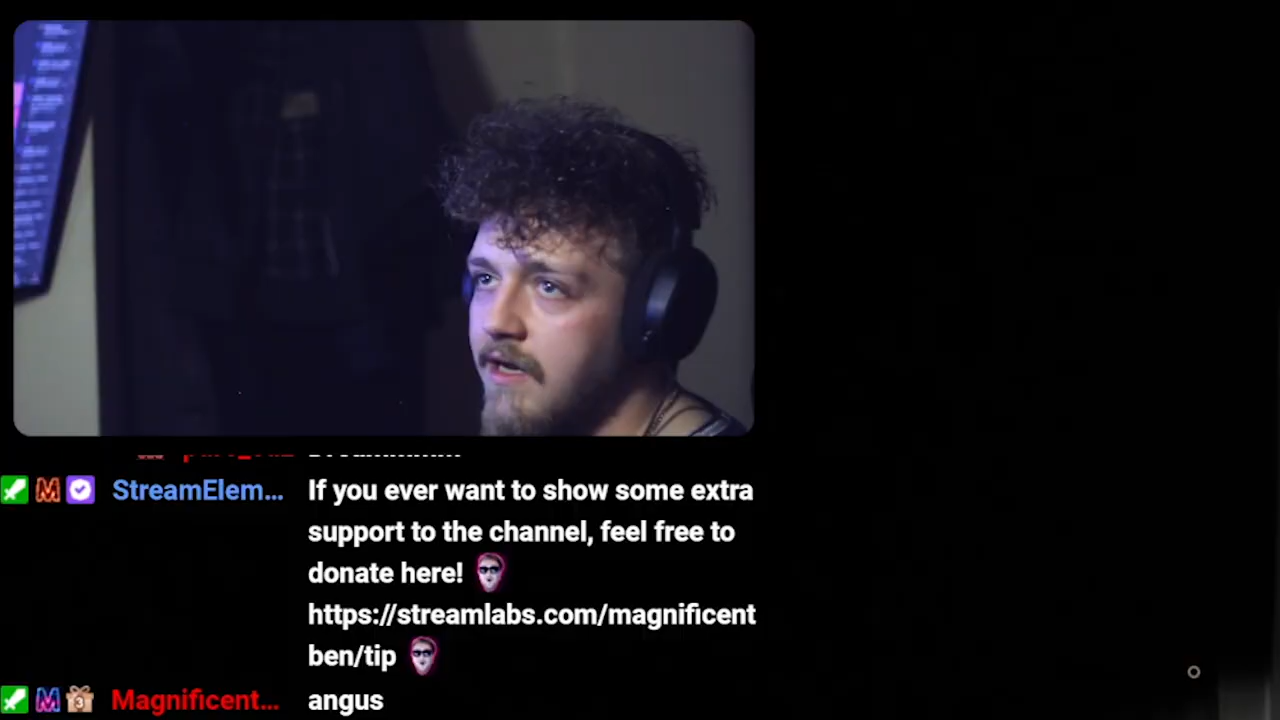 StreamElem... If you ever want to show some extra
support to the channel, feel free to
donate here!
https://streamlabs.com/magnificent
ben/tip
Magnificent... angus